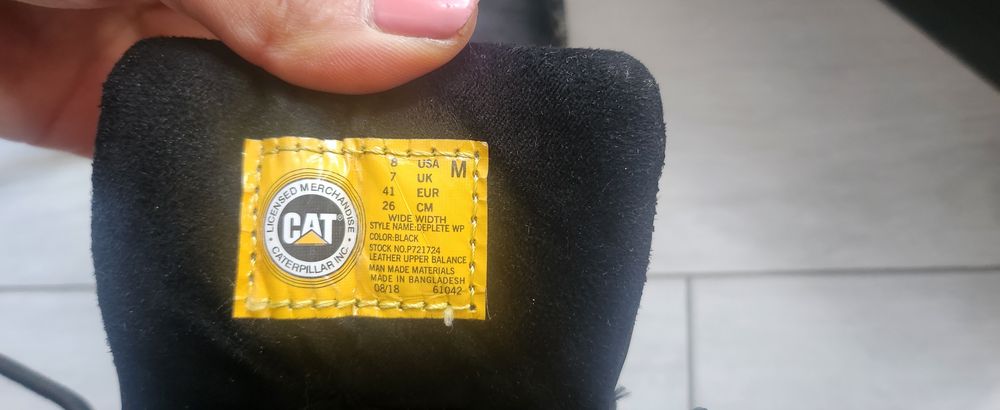 LICENSED MERCHANDISE
CAT®
CATERPILLAR INC.
8 USA M
7 UK
41 EUR
26 CM
WIDE WIDTH
STYLE NAME:DEPLETE WP
COLOR:BLACK
STOCK NO.P721724
LEATHER UPPER BALANCE
MAN MADE MATERIALS
MADE IN BANGLADESH
08/18 61042